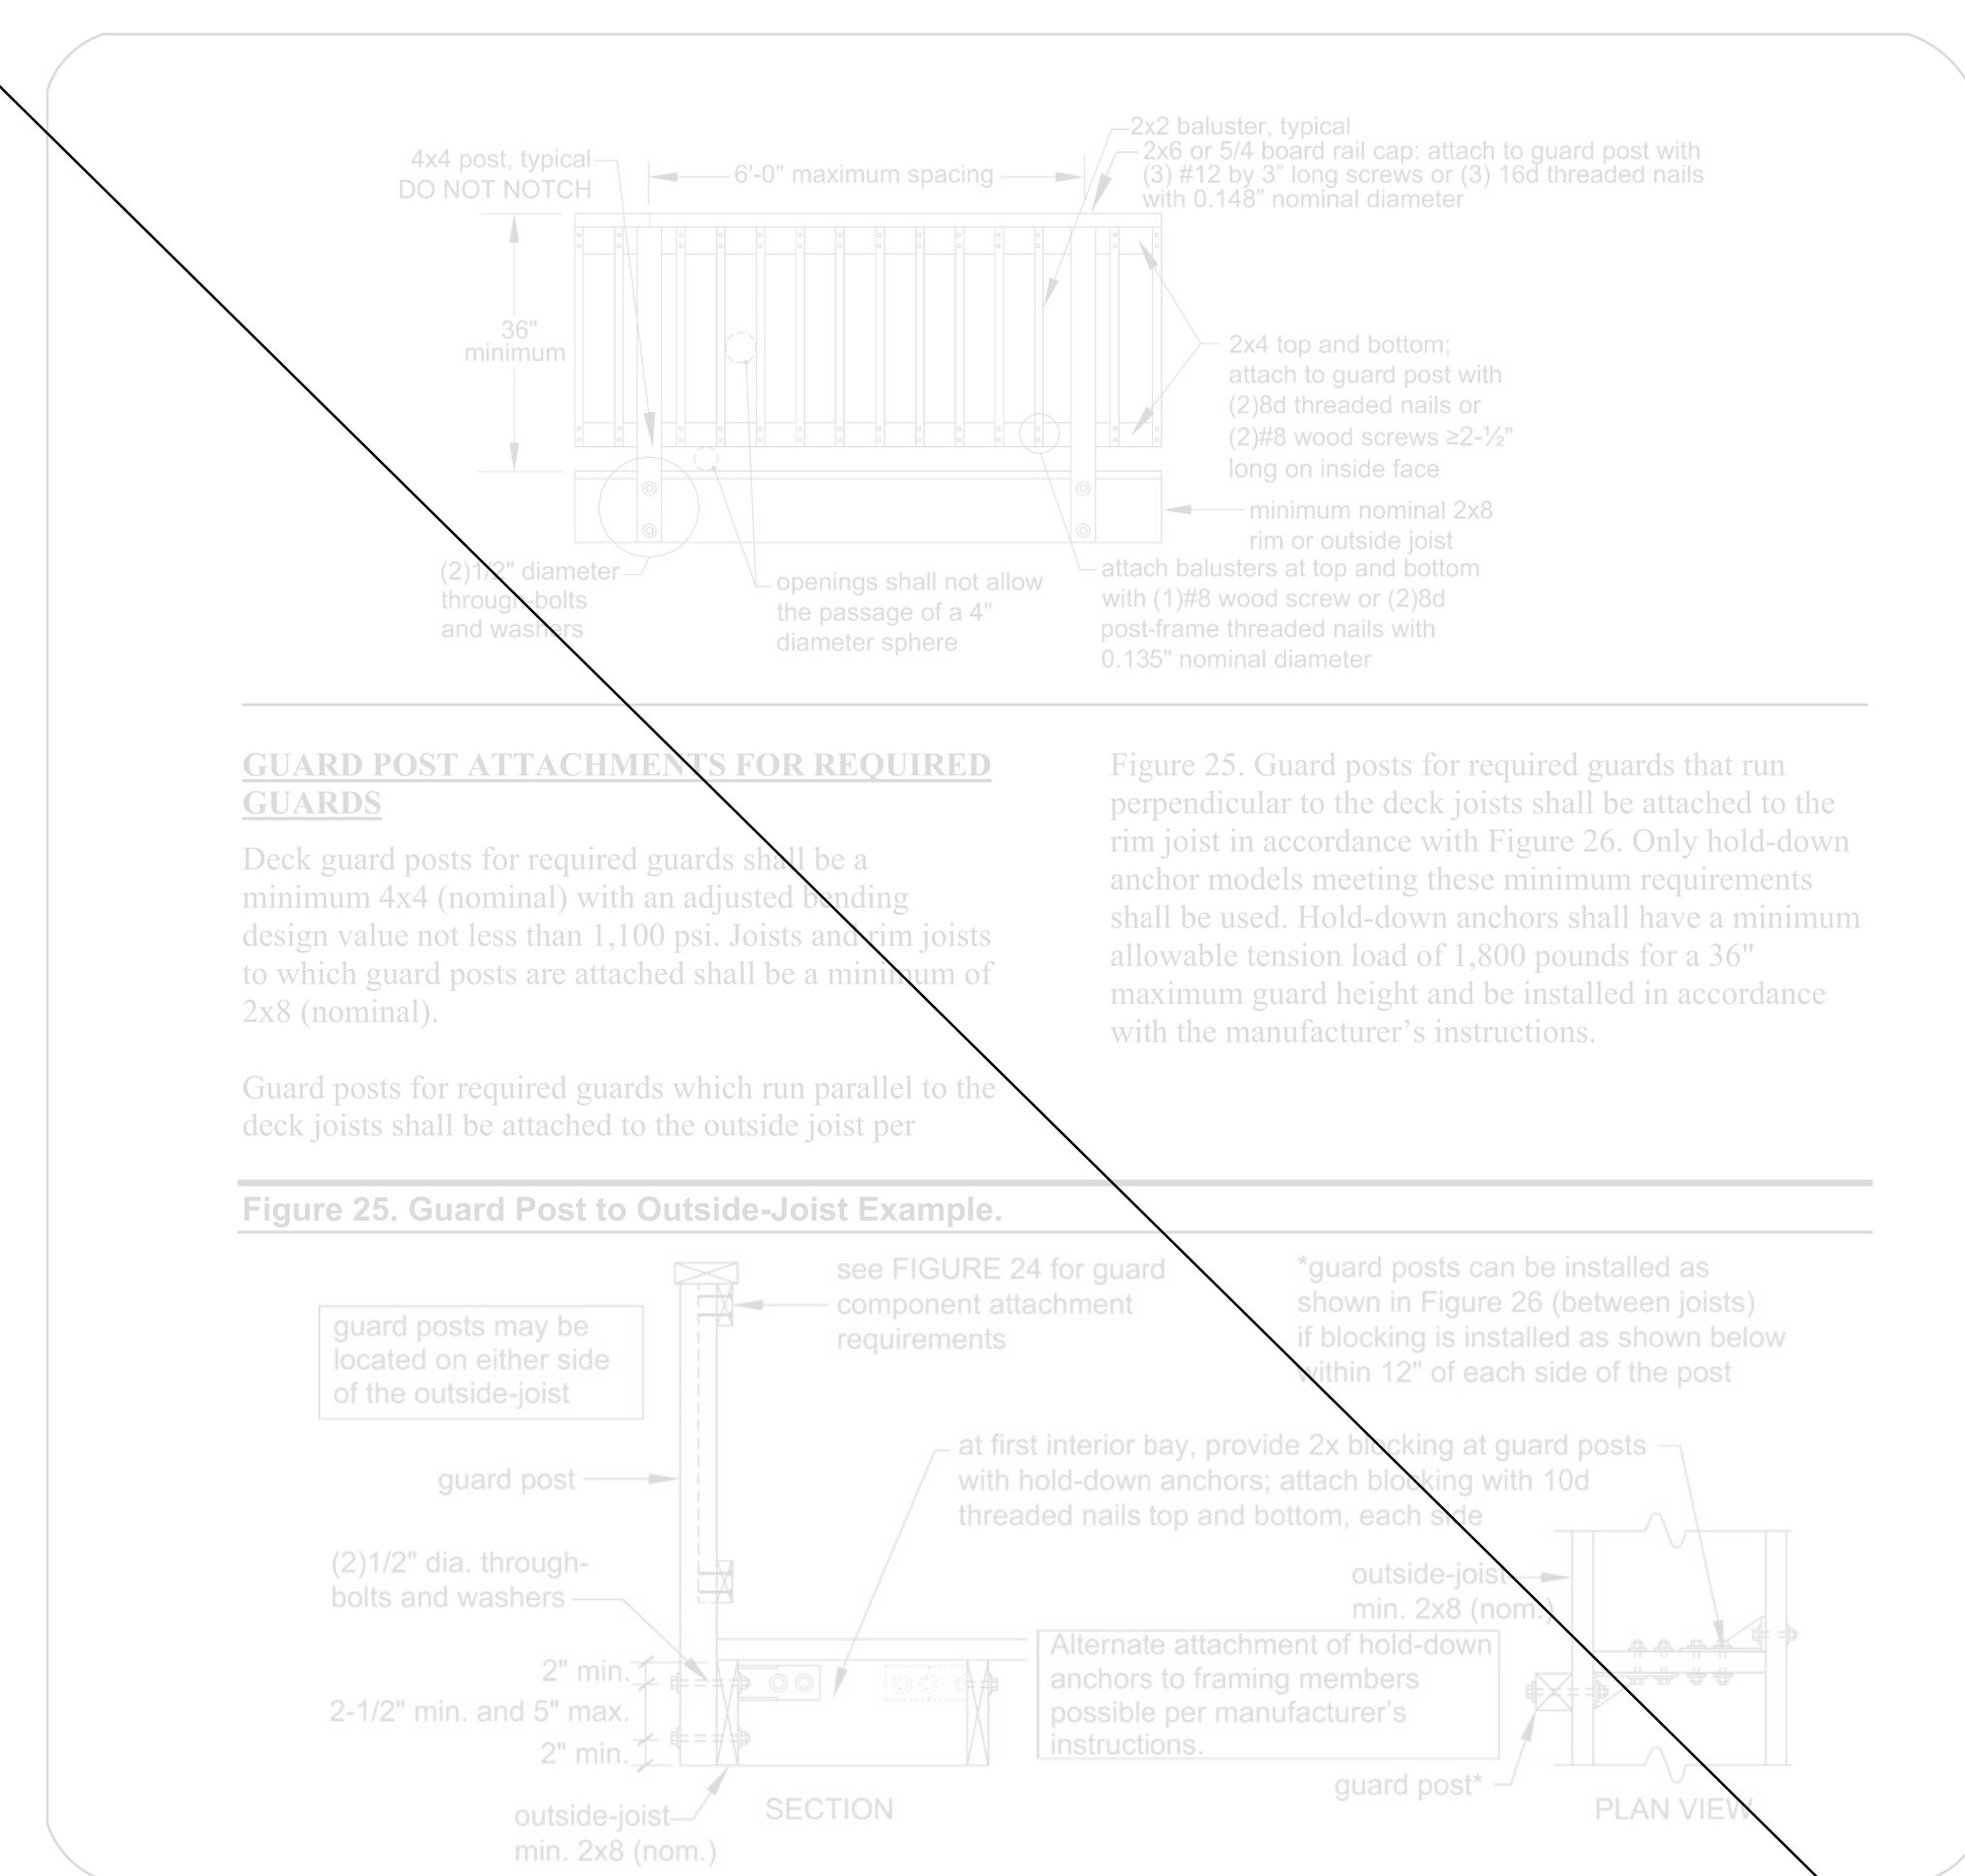 2x2 baluster, typical
4x4 post, typical
DO NOT NOTCH
6'-0" maximum spacing
2x6 or 5/4 board rail cap: attach to guard post with
(3) #12 by 3” long screws or (3) 16d threaded nails
with 0.148” nominal diameter
36"
minimum
2x4 top and bottom;
attach to guard post with
(2)8d threaded nails or
(2)#8 wood screws ≥2-½"
long on inside face
minimum nominal 2x8
rim or outside joist
(2)1/2" diameter
through-bolts
and washers
openings shall not allow
the passage of a 4"
diameter sphere
attach balusters at top and bottom
with (1)#8 wood screw or (2)8d
post-frame threaded nails with
0.135" nominal diameter
GUARD POST ATTACHMENTS FOR REQUIRED
GUARDS
Deck guard posts for required guards shall be a
minimum 4x4 (nominal) with an adjusted bending
design value not less than 1,100 psi. Joists and rim joists
to which guard posts are attached shall be a minimum of
2x8 (nominal).
Guard posts for required guards which run parallel to the
deck joists shall be attached to the outside joist per
Figure 25. Guard posts for required guards that run
perpendicular to the deck joists shall be attached to the
rim joist in accordance with Figure 26. Only hold-down
anchor models meeting these minimum requirements
shall be used. Hold-down anchors shall have a minimum
allowable tension load of 1,800 pounds for a 36"
maximum guard height and be installed in accordance
with the manufacturer’s instructions.
Figure 25. Guard Post to Outside-Joist Example.
see FIGURE 24 for guard
component attachment
requirements
*guard posts can be installed as
shown in Figure 26 (between joists)
if blocking is installed as shown below
within 12" of each side of the post
guard posts may be
located on either side
of the outside-joist
at first interior bay, provide 2x blocking at guard posts
with hold-down anchors; attach blocking with 10d
threaded nails top and bottom, each side
guard post
(2)1/2" dia. through-
bolts and washers
outside-joist
min. 2x8 (nom.)
Alternate attachment of hold-down
anchors to framing members
possible per manufacturer’s
instructions.
2" min.
2-1/2" min. and 5" max.
2" min.
guard post*
outside-joist
min. 2x8 (nom.)
SECTION
PLAN VIEW